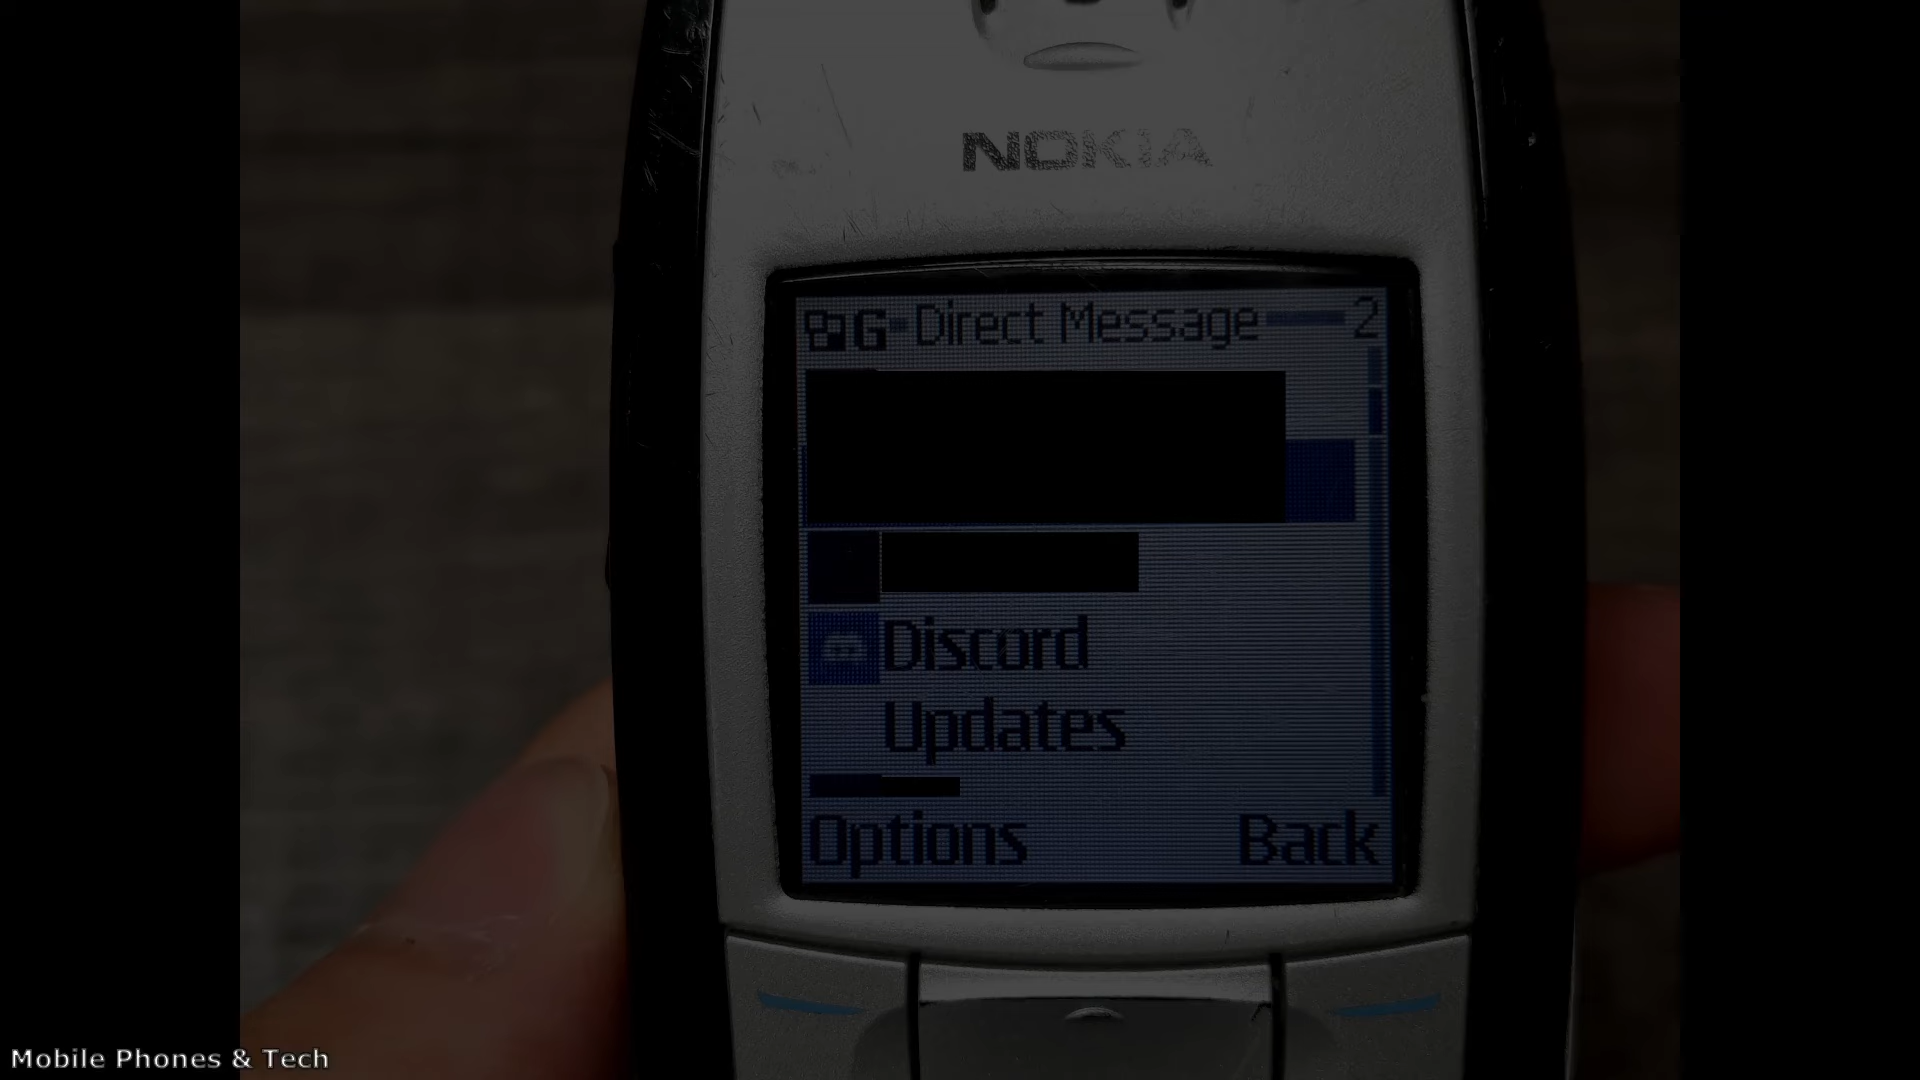 NOKIA
G Direct Message 2
Discord
Updates
Options Back
Mobile Phones & Tech